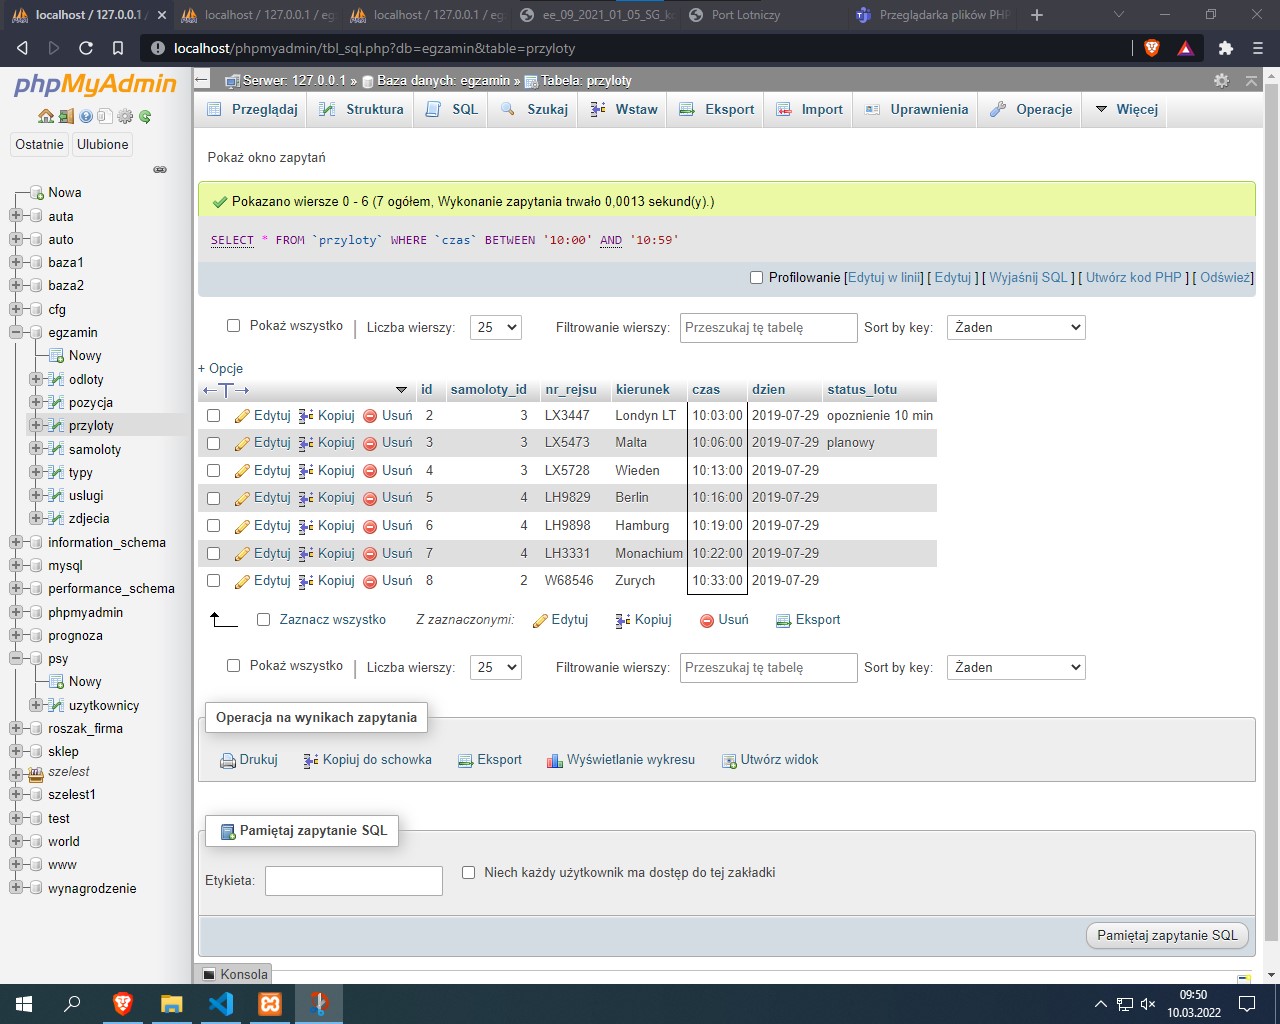 localhost / 127.0.0.1 /
localhost / 127.0.0.1 / eg
localhost / 127.0.0.1 / eg
ee_09_2021_01_05_SG_k
Port Lotniczy
Przeglądarka plików PH
localhost/phpmyadmin/tbl_sql.php?db=egzamin&table=przyloty
phpMyAdmin
Ostatnie
Ulubione
Nowa
auta
auto
baza1
baza2
cfg
egzamin
Nowy
odloty
pozycja
przyloty
samoloty
typy
uslugi
zdjecia
information_schema
mysql
performance_schema
phpmyadmin
prognoza
psy
Nowy
uzytkownicy
roszak_firma
sklep
szelest
szelest1
test
world
www
wynagrodzenie
Serwer: 127.0.0.1 » Baza danych: egzamin » Tabela: przyloty
Przeglądaj Struktura SQL Szukaj Wstaw Eksport Import Uprawnienia Operacje Więcej
Pokaż okno zapytań
Pokazano wiersze 0 - 6 (7 ogółem, Wykonanie zapytania trwało 0,0013 sekund(y).)
SELECT * FROM `przyloty` WHERE `czas` BETWEEN '10:00' AND '10:59'
Profilowanie [Edytuj w linii] [ Edytuj ] [ Wyjaśnij SQL ] [ Utwórz kod PHP ] [ Odśwież]
Pokaż wszystko | Liczba wierszy: 25 Filtrowanie wierszy: Przeszukaj tę tabelę Sort by key: Żaden
+ Opcje
←T→ id samoloty_id nr_rejsu kierunek czas dzien status_lotu
Edytuj Kopiuj Usuń 2 3 LX3447 Londyn LT 10:03:00 2019-07-29 opoznienie 10 min
Edytuj Kopiuj Usuń 3 3 LX5473 Malta 10:06:00 2019-07-29 planowy
Edytuj Kopiuj Usuń 4 3 LX5728 Wieden 10:13:00 2019-07-29
Edytuj Kopiuj Usuń 5 4 LH9829 Berlin 10:16:00 2019-07-29
Edytuj Kopiuj Usuń 6 4 LH9898 Hamburg 10:19:00 2019-07-29
Edytuj Kopiuj Usuń 7 4 LH3331 Monachium 10:22:00 2019-07-29
Edytuj Kopiuj Usuń 8 2 W68546 Zurych 10:33:00 2019-07-29
Zaznacz wszystko Z zaznaczonymi: Edytuj Kopiuj Usuń Eksport
Pokaż wszystko | Liczba wierszy: 25 Filtrowanie wierszy: Przeszukaj tę tabelę Sort by key: Żaden
Operacja na wynikach zapytania
Drukuj Kopiuj do schowka Eksport Wyświetlanie wykresu Utwórz widok
Pamiętaj zapytanie SQL
Etykieta: Niech każdy użytkownik ma dostęp do tej zakładki
Pamiętaj zapytanie SQL
Konsola
09:50
10.03.2022